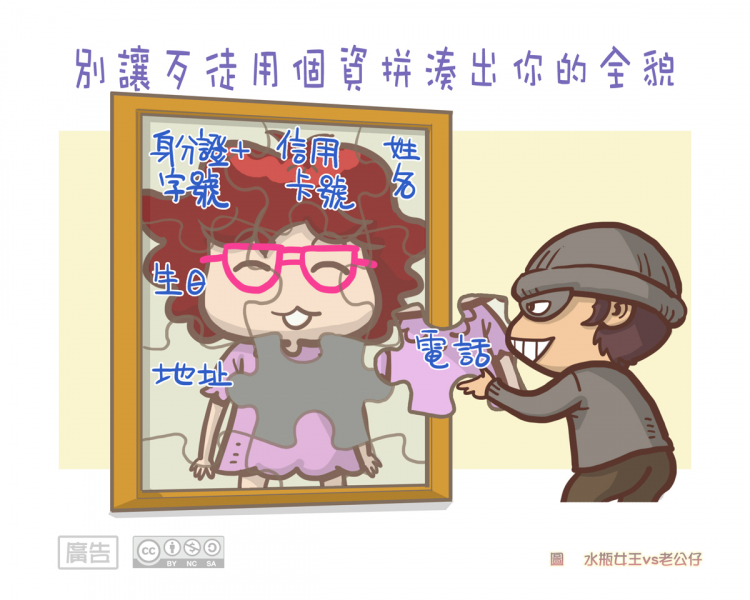 別讓歹徒用個資拼湊出你的全貌
身份證+
字號
信用
卡號
姓
名
生日
地址
電話
廣告
cc
BY NC SA
圖 水瓶女王vs老公仔